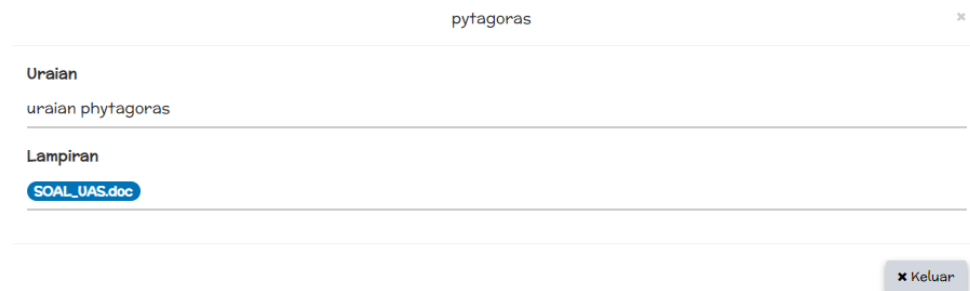 pytagoras
Uraian
uraian phytagoras
Lampiran
SOAL_UAS.doc
Keluar